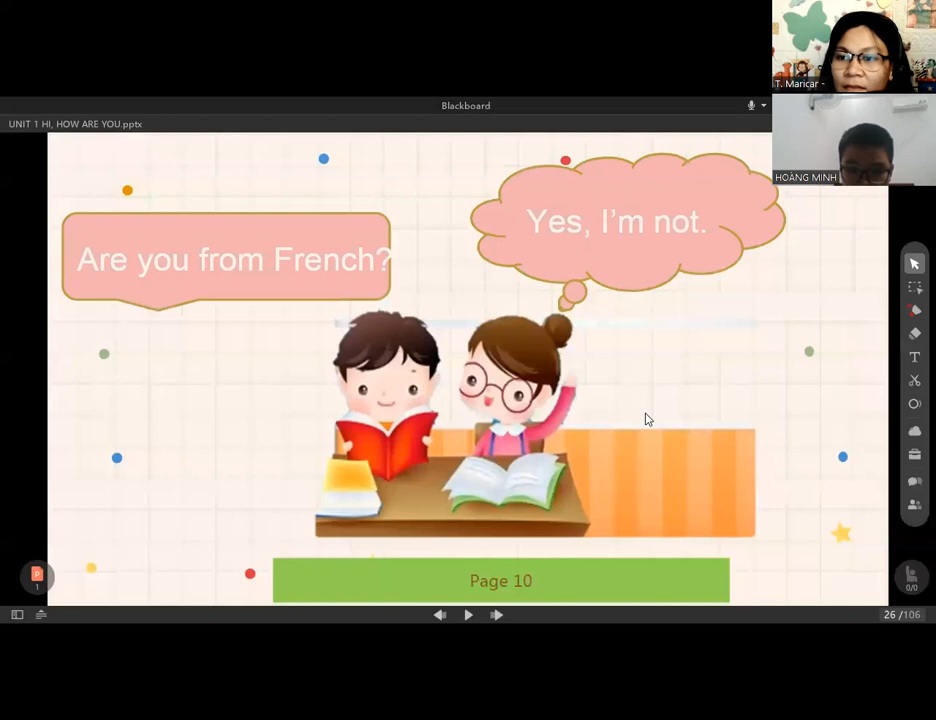 T. Maricar -
Blackboard
UNIT 1 HI, HOW ARE YOU.pptx
HOÀNG MINH
Yes, I'm not.
Are you from French?
Page 10
P
1
0/0
26 /106